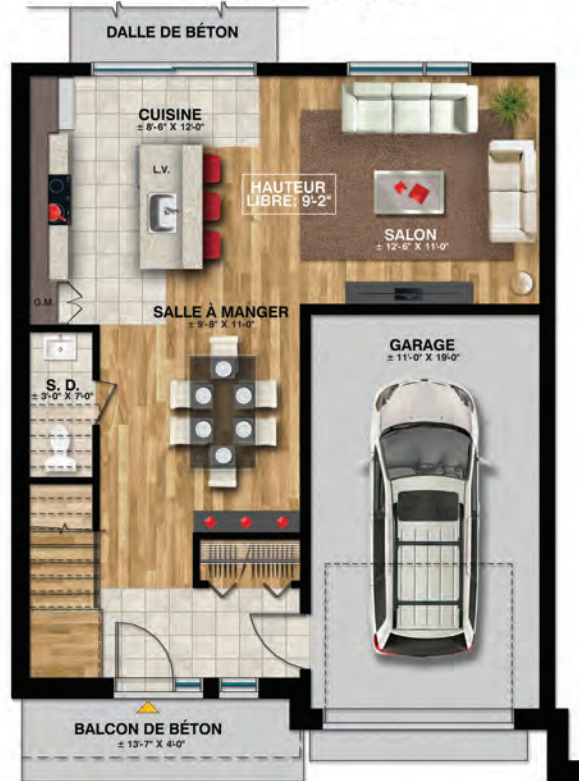 DALLE DE BÉTON
CUISINE
± 8'-6" X 12'-0"
L.V.
HAUTEUR
LIBRE: 9'-2"
SALON
± 12'-6" X 11'-0"
G.M.
SALLE À MANGER
± 9'-8" X 11'-0"
GARAGE
± 11'-0" X 19'-0"
S. D.
± 3'-0" X 7'-0"
BALCON DE BÉTON
± 13'-7" X 4'-0"